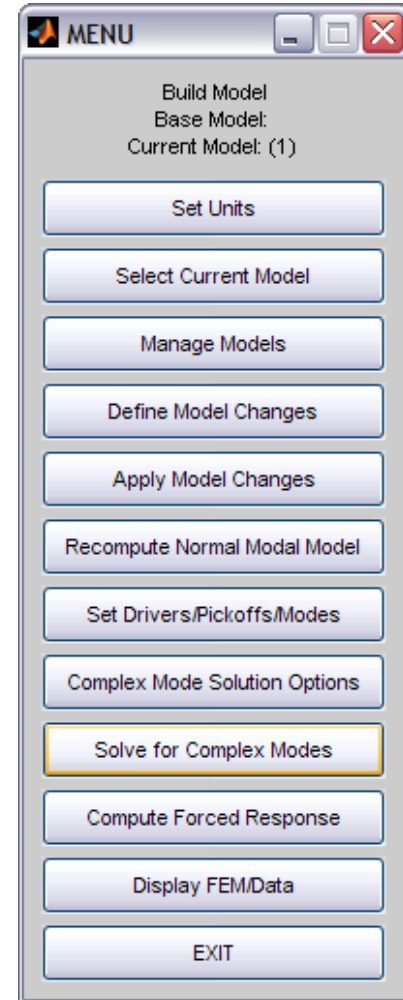 MENU
Build Model
Base Model:
Current Model: (1)
Set Units
Select Current Model
Manage Models
Define Model Changes
Apply Model Changes
Recompute Normal Modal Model
Set Drivers/Pickoffs/Modes
Complex Mode Solution Options
Solve for Complex Modes
Compute Forced Response
Display FEM/Data
EXIT